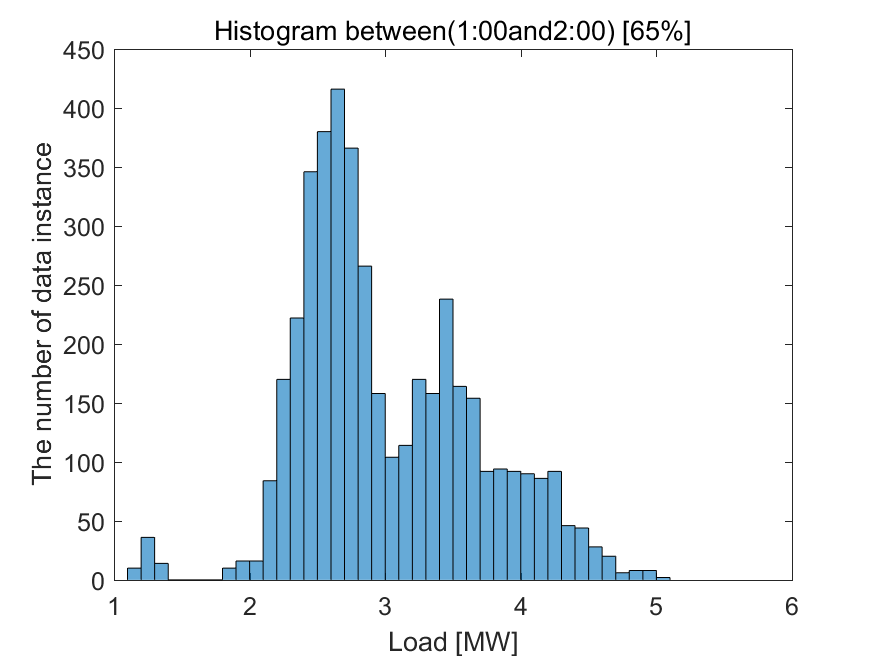 Histogram between(1:00and2:00) [65%]
The number of data instance
450
400
350
300
250
200
150
100
50
0
1 2 3 4 5 6
Load [MW]